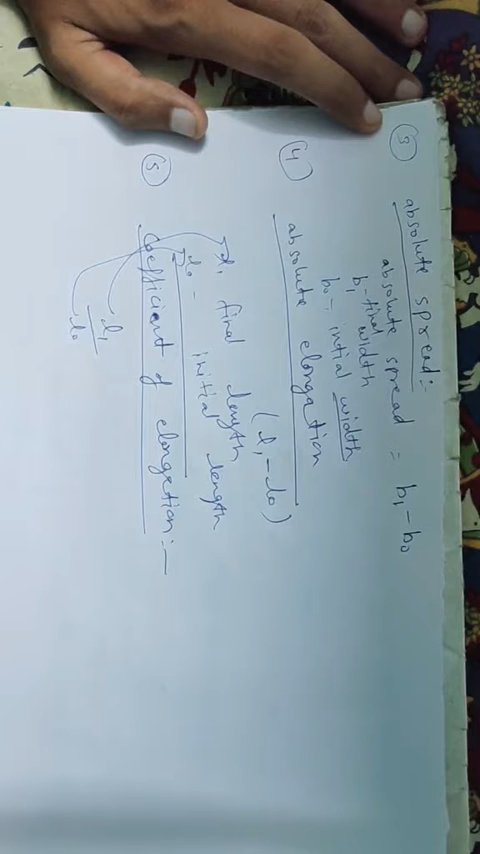 ③ absolute spread:-
absolute spread = b₁ - b₀
b₁ - final width
b₀ - intial width
④ absolute elongation
(l₁ - l₀)
l₁ final length
l₀ - initial length
⑤ Coefficient of elongation:-
l₁
l₀